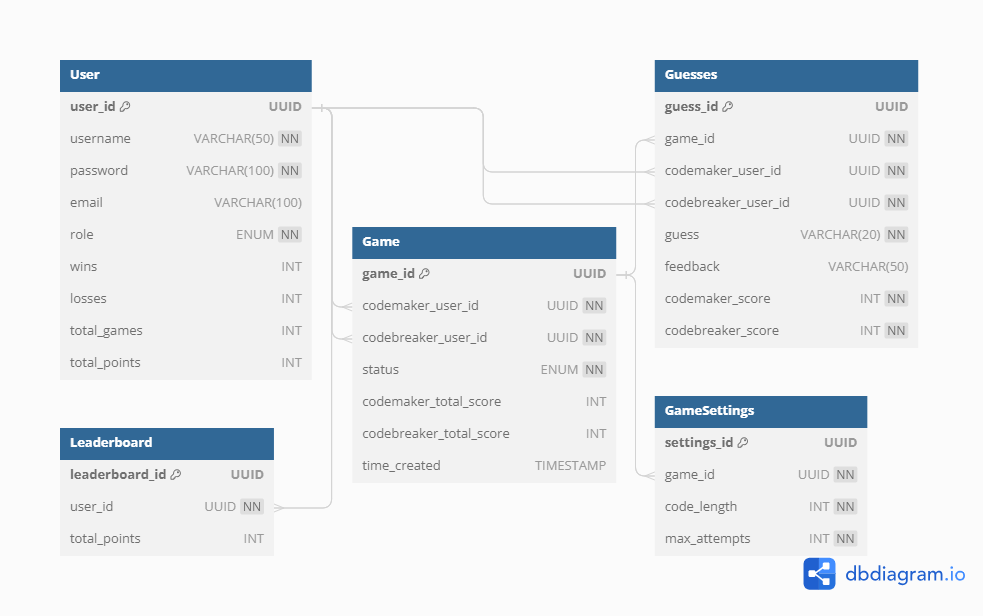 User
user_id UUID
username VARCHAR(50) NN
password VARCHAR(100) NN
email VARCHAR(100)
role ENUM NN
wins INT
losses INT
total_games INT
total_points INT
Leaderboard
leaderboard_id UUID
user_id UUID NN
total_points INT
Game
game_id UUID
codemaker_user_id UUID NN
codebreaker_user_id UUID NN
status ENUM NN
codemaker_total_score INT
codebreaker_total_score INT
time_created TIMESTAMP
Guesses
guess_id UUID
game_id UUID NN
codemaker_user_id UUID NN
codebreaker_user_id UUID NN
guess VARCHAR(20) NN
feedback VARCHAR(50)
codemaker_score INT NN
codebreaker_score INT NN
GameSettings
settings_id UUID
game_id UUID NN
code_length INT NN
max_attempts INT NN
dbdiagram.io